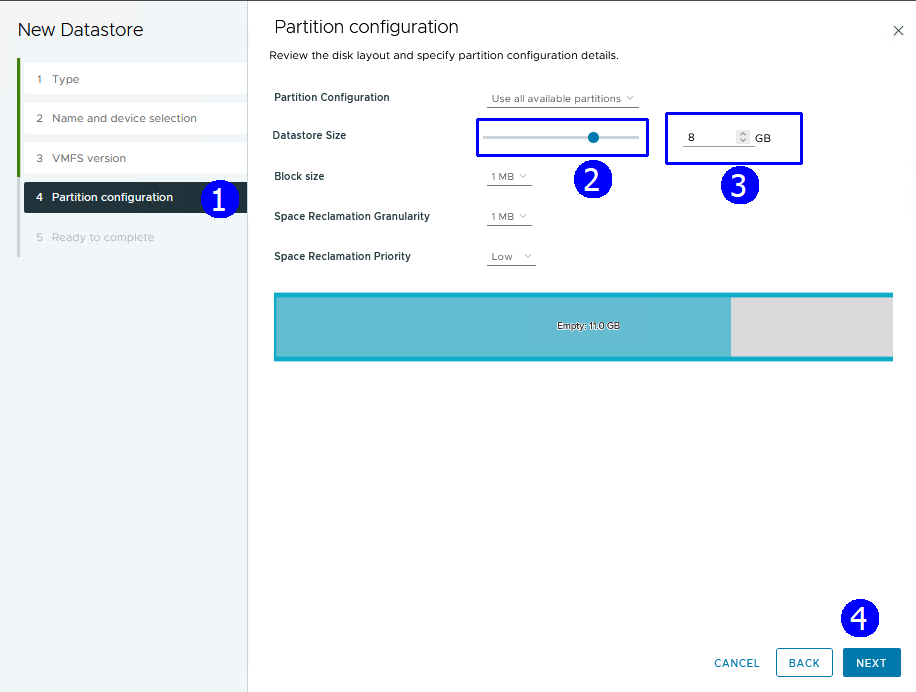 New Datastore
1 Type
2 Name and device selection
3 VMFS version
4 Partition configuration
1
5 Ready to complete
Partition configuration
Review the disk layout and specify partition configuration details.
Partition Configuration
Use all available partitions
Datastore Size
8 GB
2
3
Block size
1 MB
Space Reclamation Granularity
1 MB
Space Reclamation Priority
Low
Empty: 11.0 GB
4
CANCEL
BACK
NEXT